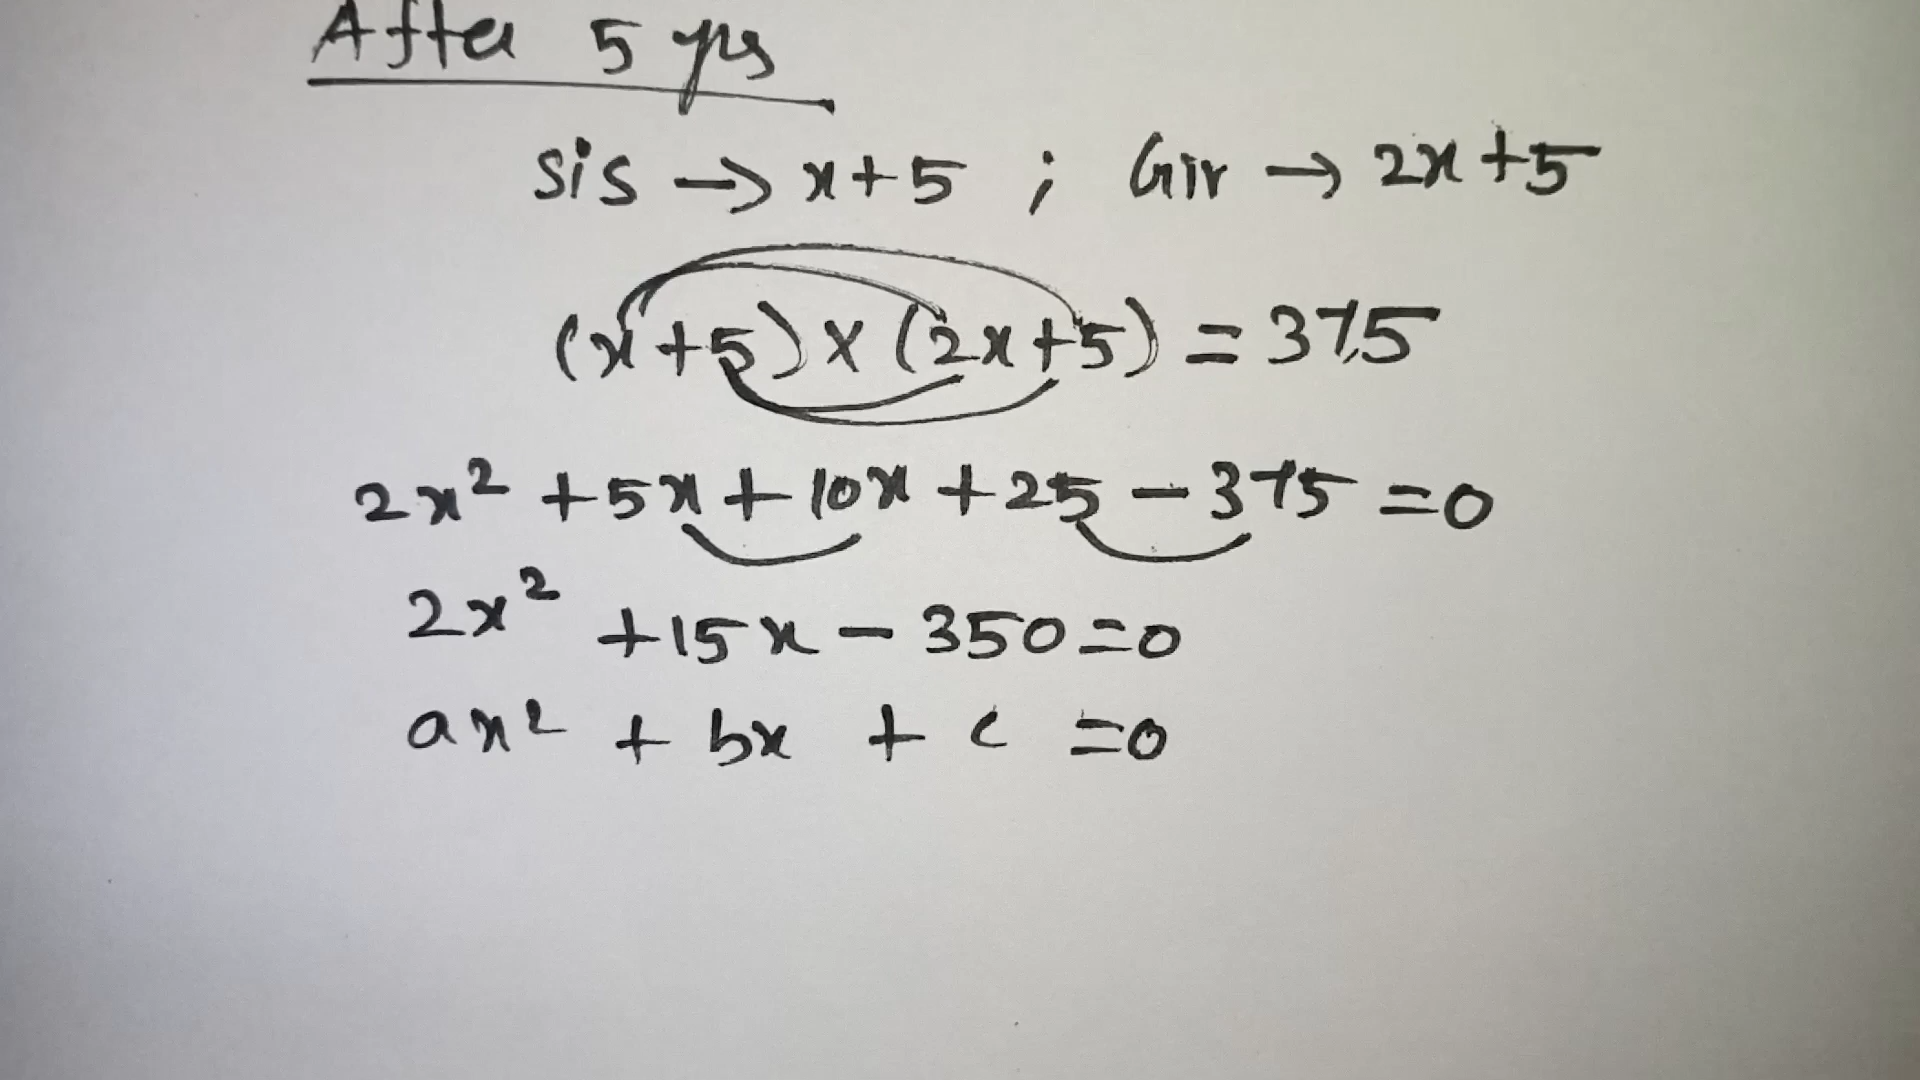 After 5 yrs
Sis → x+5 ; Gir → 2x+5
(x+5) x (2x+5) = 375
2x² +5x + 10x +25 - 375 =0
2x² +15x - 350=0
ax² + bx + c =0